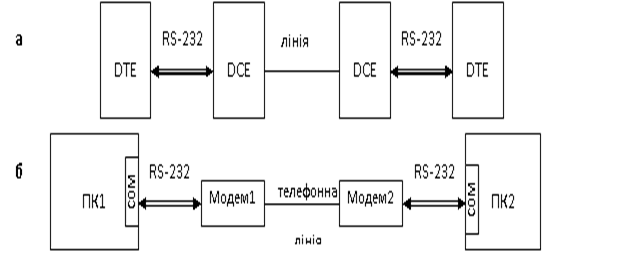 а
RS-232 лінія RS-232
DTE DCE DCE DTE
б
RS-232 RS-232
ПК1 COM Модем1 телефонна Модем2 COM ПК2
лінія